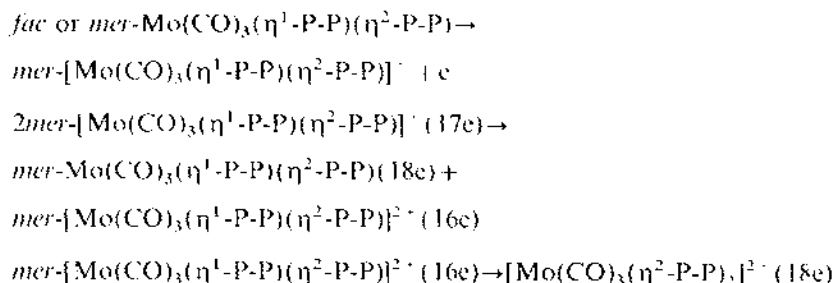 fac or mer-Mo(CO)₃(η¹-P-P)(η²-P-P)→
mer-[Mo(CO)₃(η¹-P-P)(η²-P-P)]⁺ + e
2mer-[Mo(CO)₃(η¹-P-P)(η²-P-P)]⁺(17e)→
mer-Mo(CO)₃(η¹-P-P)(η²-P-P)(18e)+
mer-[Mo(CO)₃(η¹-P-P)(η²-P-P)]²⁺(16e)
mer-[Mo(CO)₃(η¹-P-P)(η²-P-P)]²⁺(16e)→[Mo(CO)₃(η²-P-P)₂]²⁺(18e)